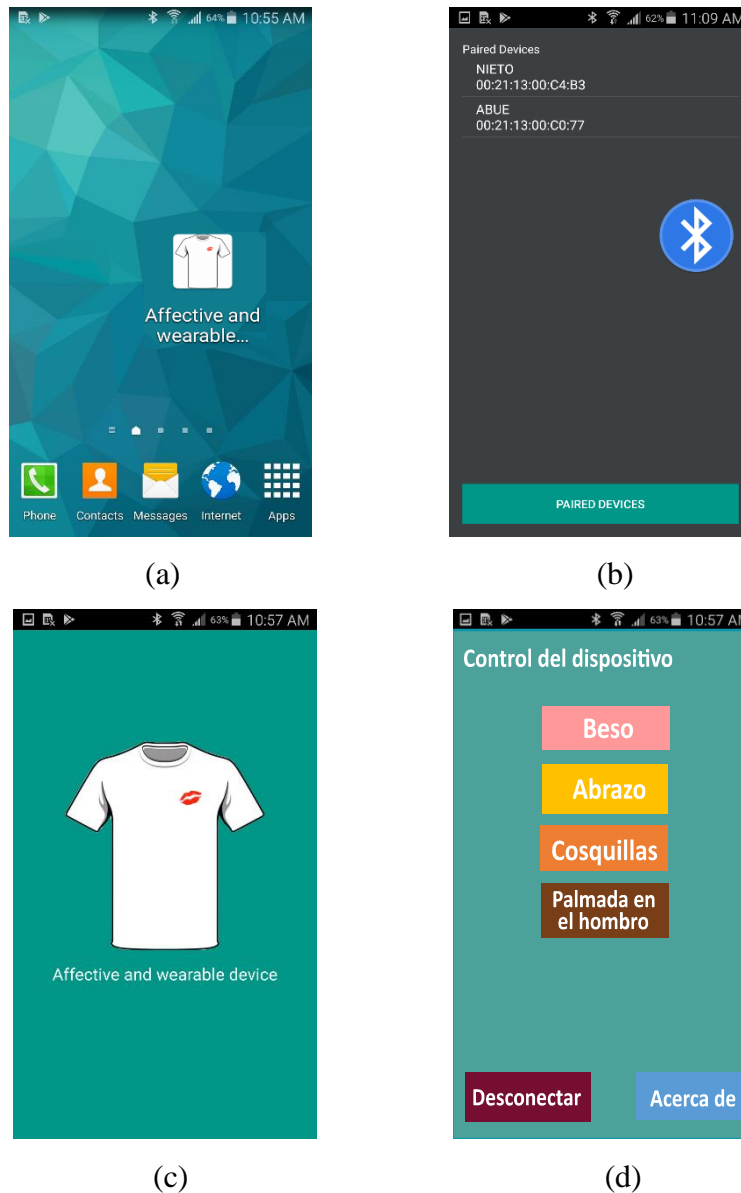 64% 10:55 AM
Affective and
wearable...
Phone Contacts Messages Internet Apps
(a)
62% 11:09 AM
Paired Devices
NIETO
00:21:13:00:C4:B3
ABUE
00:21:13:00:C0:77
PAIRED DEVICES
(b)
63% 10:57 AM
Affective and wearable device
(c)
63% 10:57 AM
Control del dispositivo
Beso
Abrazo
Cosquillas
Palmada en
el hombro
Desconectar Acerca de
(d)